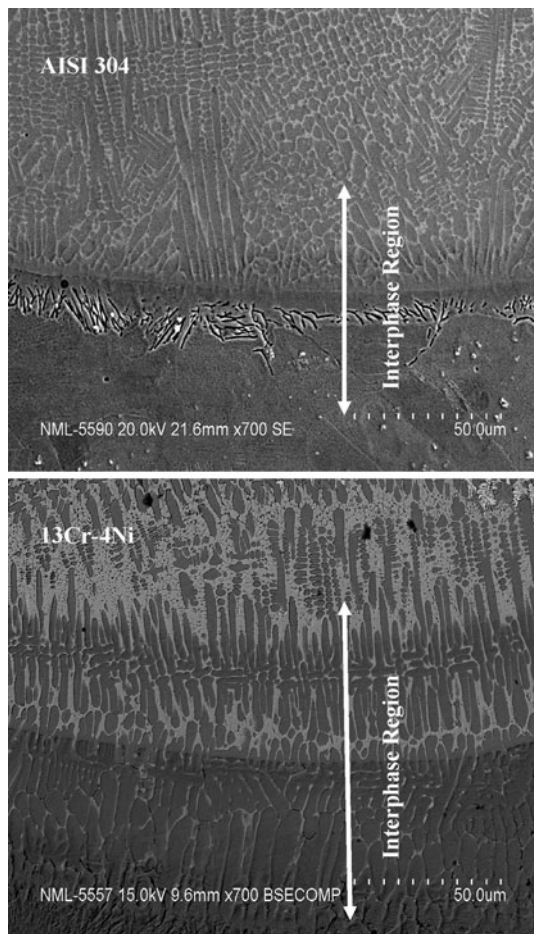 AISI 304
Interphase Region
NML-5590 20.0kV 21.6mm x700 SE
50.0um
13Cr-4Ni
Interphase Region
NML-5557 15.0kV 9.6mm x700 BSECOMP
50.0um